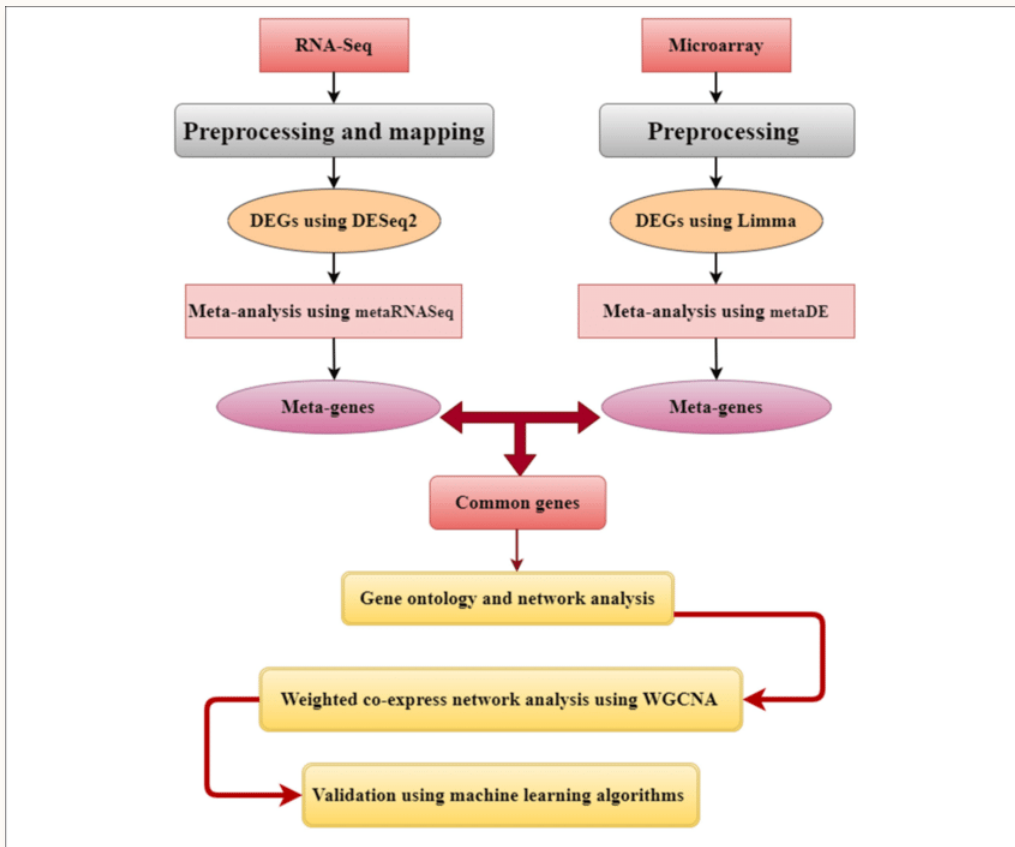 RNA-Seq
Microarray
Preprocessing and mapping
Preprocessing
DEGs using DESeq2
DEGs using Limma
Meta-analysis using metaRNASeq
Meta-analysis using metaDE
Meta-genes
Meta-genes
Common genes
Gene ontology and network analysis
Weighted co-express network analysis using WGCNA
Validation using machine learning algorithms